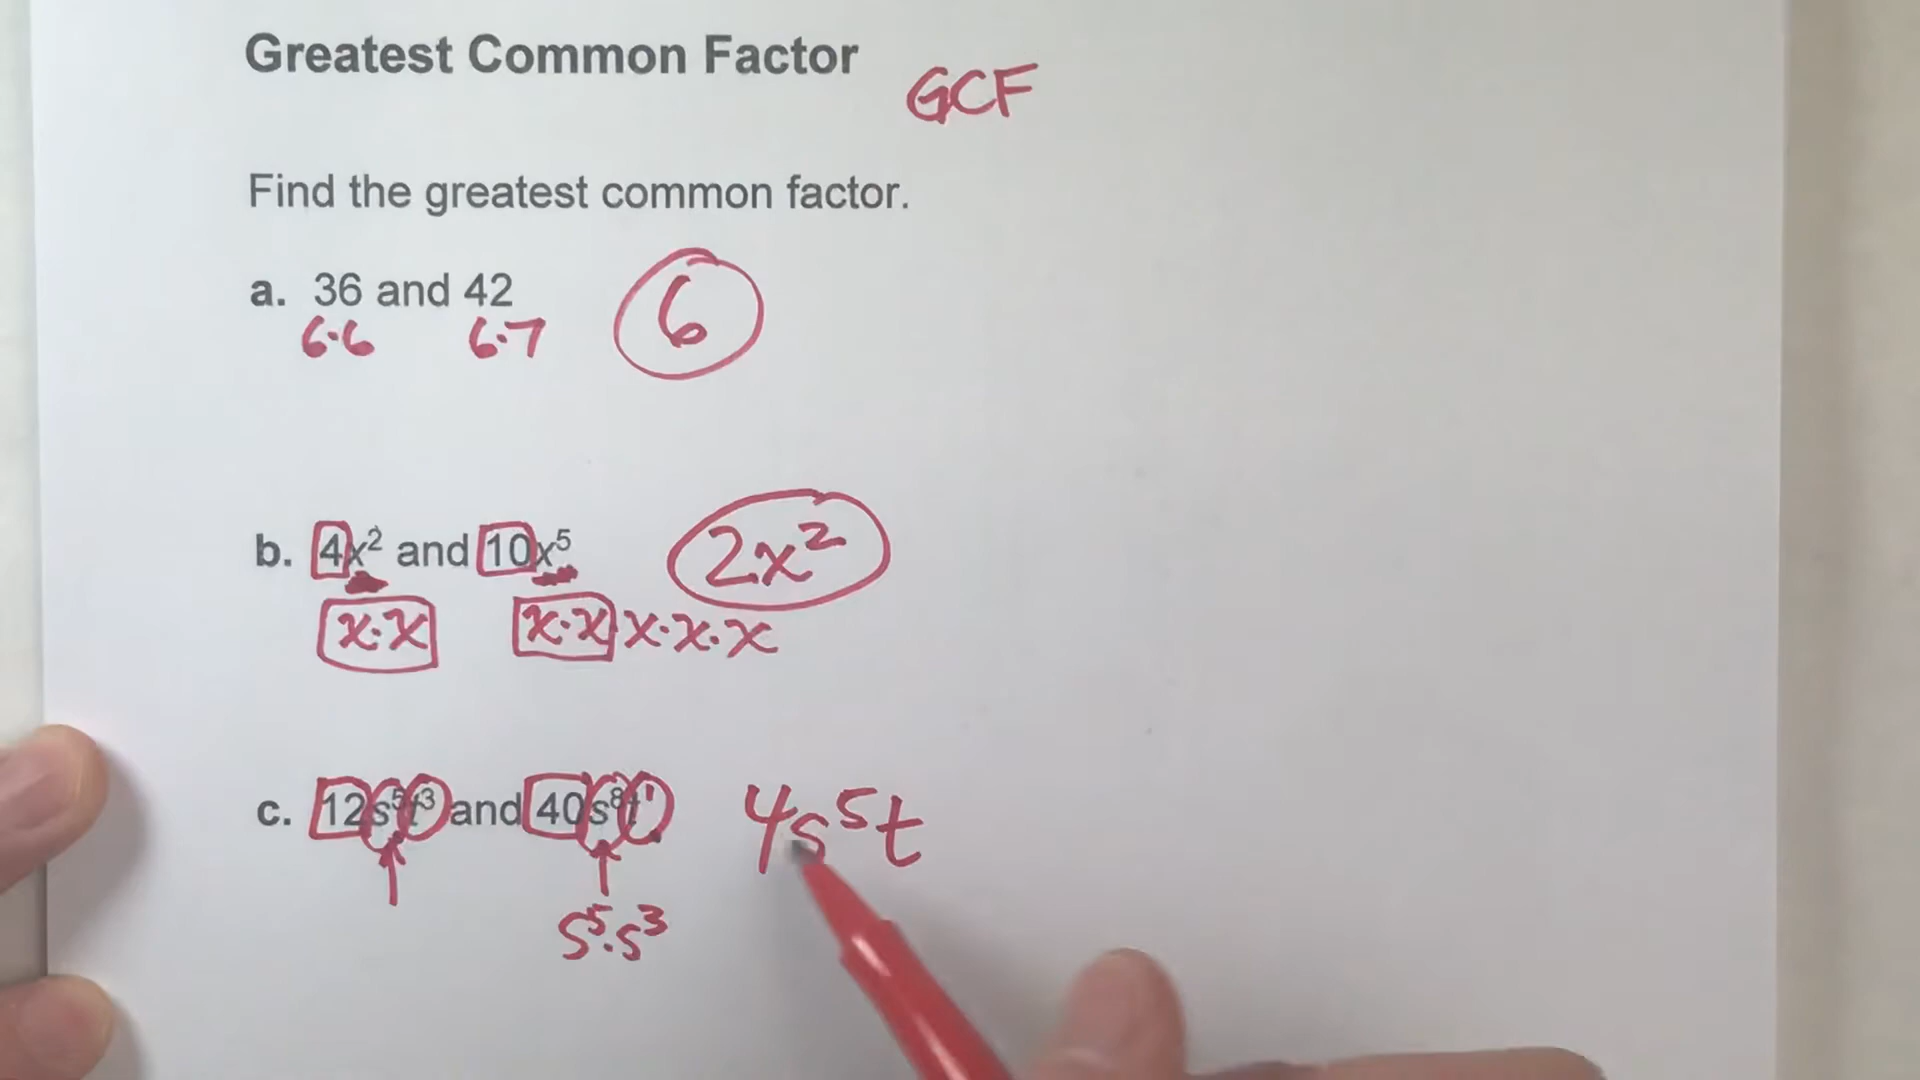 Greatest Common Factor
GCF
Find the greatest common factor.
a. 36 and 42
6·6 6·7
6
b. 4x² and 10x⁵
2x²
x·x x·x·x·x·x
c. 12s⁵t³ and 40s⁸t¹
4s⁵t
s⁵·s³